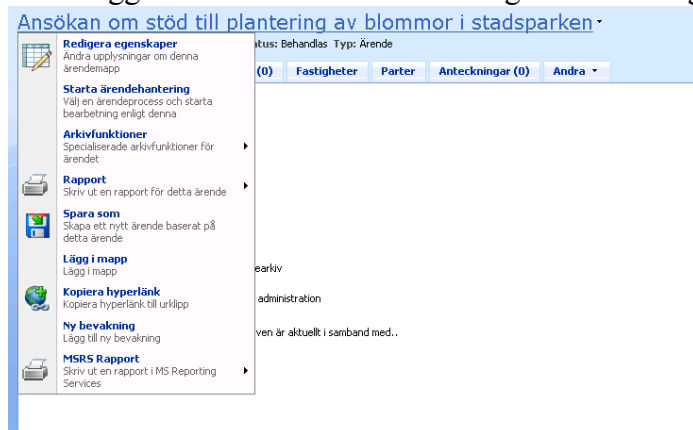 Ansökan om stöd till plantering av blommor i stadsparken
Redigera egenskaper
Ändra upplysningar om denna
ärendemapp
Status: Behandlas Typ: Ärende
(0) Fastigheter Parter Anteckningar (0) Andra
Starta ärendehantering
Välj en ärendeprocess och starta
bearbetning enligt denna
Arkivfunktioner
Specialiserade arkivfunktioner för
ärendet
Rapport
Skriv ut en rapport för detta ärende
Spara som
Skapa ett nytt ärende baserat på
detta ärende
Lägg i mapp
Lägg i mapp
earkiv
Kopiera hyperlänk
Kopiera hyperlänk till urklipp
administration
Ny bevakning
Lägg till ny bevakning
ven är aktuellt i samband med..
MSRS Rapport
Skriv ut en rapport i MS Reporting
Services